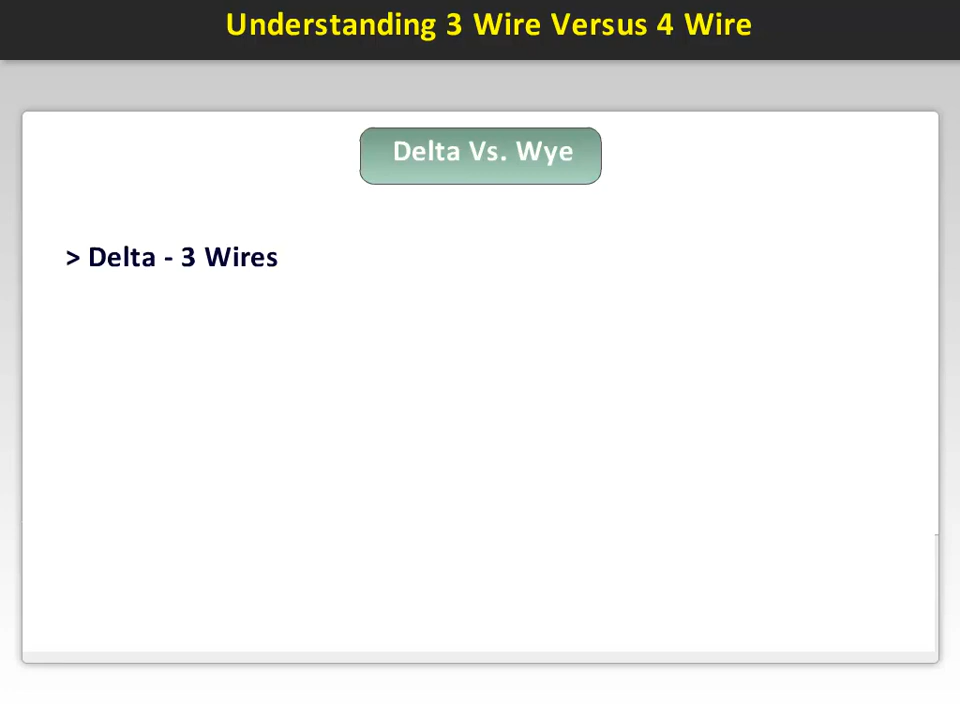 Understanding 3 Wire Versus 4 Wire
Delta Vs. Wye
> Delta - 3 Wires